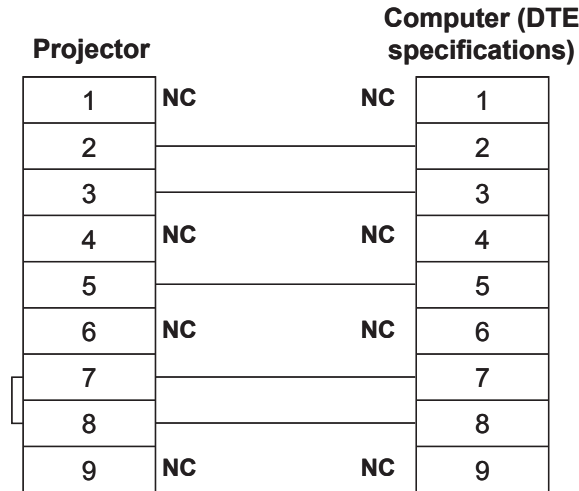 Computer (DTE
Projector specifications)
1 NC NC 1
2 2
3 3
4 NC NC 4
5 5
6 NC NC 6
7 7
8 8
9 NC NC 9